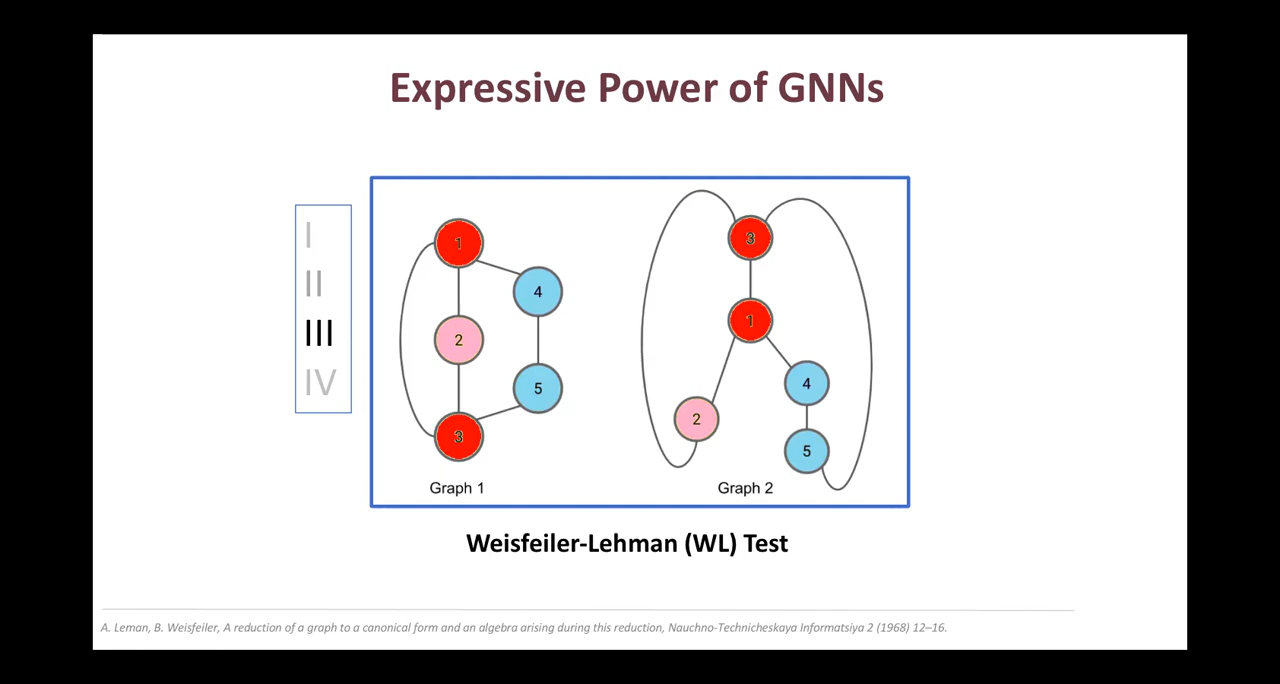 Expressive Power of GNNs
I
II
III
IV
1
4
2
5
3
Graph 1
3
1
4
2
5
Graph 2
Weisfeiler-Lehman (WL) Test
A. Leman, B. Weisfeiler, A reduction of a graph to a canonical form and an algebra arising during this reduction, Nauchno-Technicheskaya Informatsiya 2 (1968) 12–16.